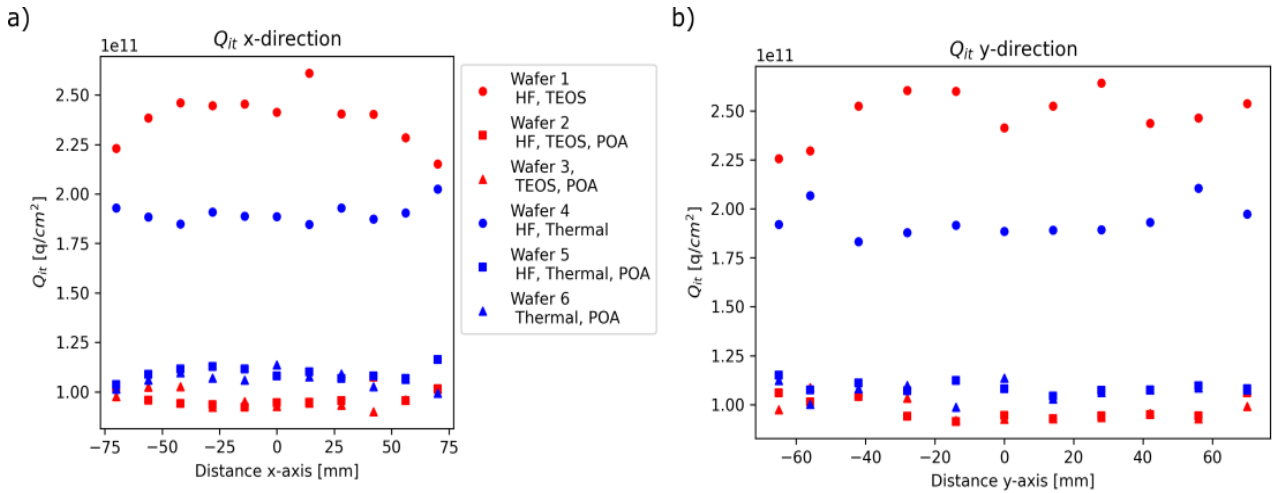 a)
Q_it x-direction
1e11
2.50
2.25
2.00
1.75
1.50
1.25
1.00
Q_it [q/cm²]
−75 −50 −25 0 25 50 75
Distance x-axis [mm]
Wafer 1
HF, TEOS
Wafer 2
HF, TEOS, POA
Wafer 3,
TEOS, POA
Wafer 4
HF, Thermal
Wafer 5
HF, Thermal, POA
Wafer 6
Thermal, POA
b)
Q_it y-direction
1e11
2.50
2.25
2.00
1.75
1.50
1.25
1.00
Q_it [q/cm²]
−60 −40 −20 0 20 40 60
Distance y-axis [mm]